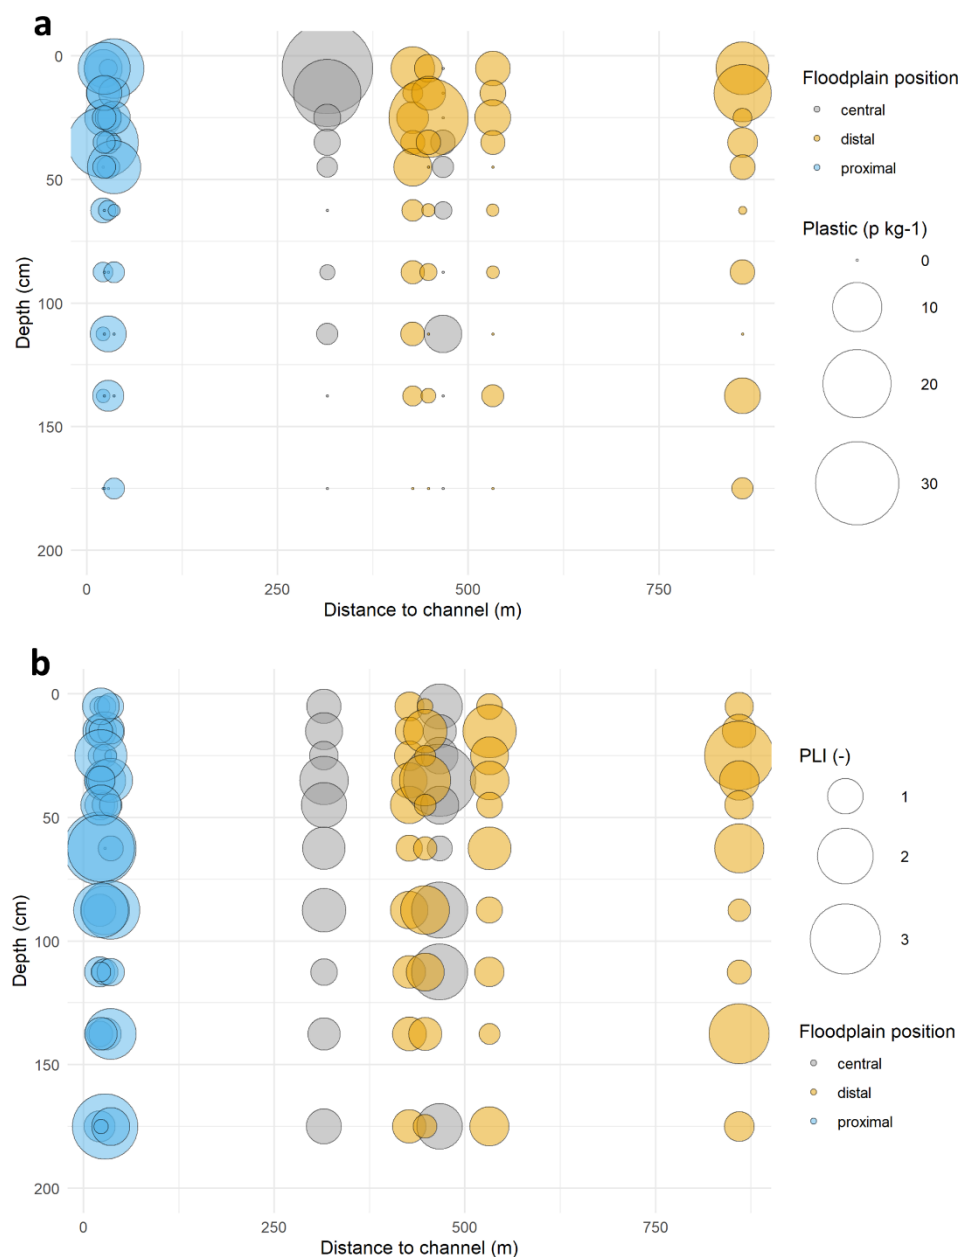 a
0
50
100
150
200
Depth (cm)
0
250
500
750
Distance to channel (m)
Floodplain position
central
distal
proximal
Plastic (p kg-1)
0
10
20
30
b
0
50
100
150
200
Depth (cm)
0
250
500
750
Distance to channel (m)
PLI (-)
1
2
3
Floodplain position
central
distal
proximal